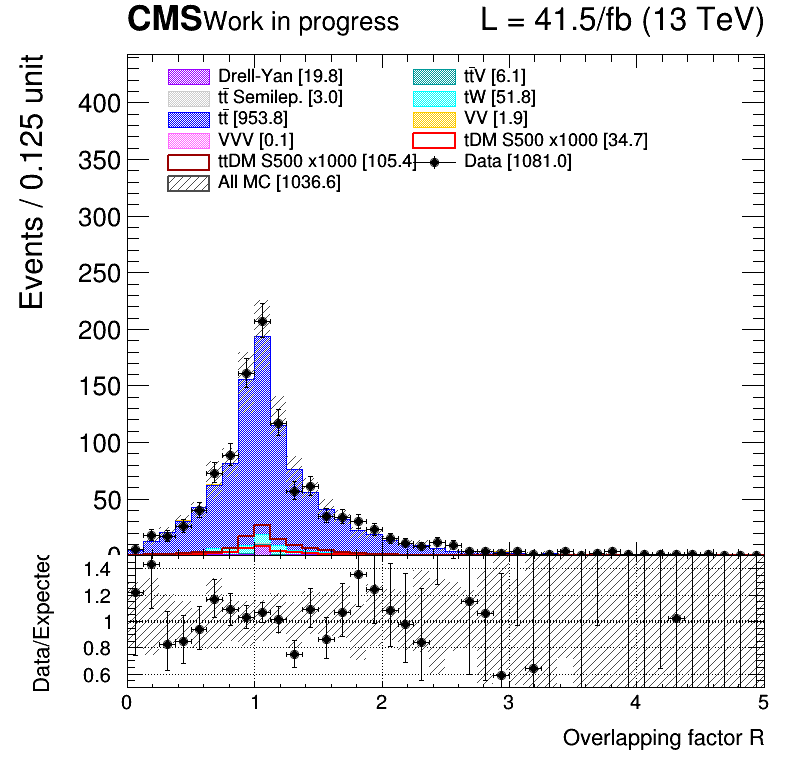 CMS Work in progress L = 41.5/fb (13 TeV)
Events / 0.125 unit
Drell-Yan [19.8] tt̄V [6.1]
tt̄ Semilep. [3.0] tW [51.8]
tt̄ [953.8] VV [1.9]
VVV [0.1] tDM S500 x1000 [34.7]
ttDM S500 x1000 [105.4] Data [1081.0]
All MC [1036.6]
400
350
300
250
200
150
100
50
0
Data/Expected
1.4
1.2
1
0.8
0.6
0 1 2 3 4 5
Overlapping factor R